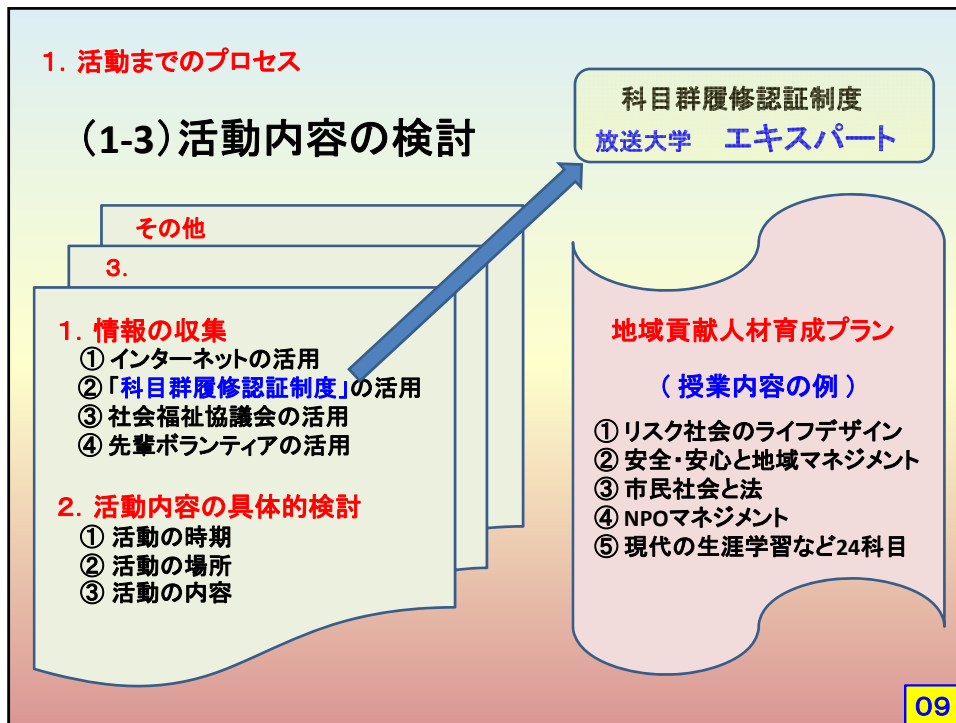 １．活動までのプロセス
（1-3）活動内容の検討
科目群履修認証制度
放送大学　エキスパート
その他
３．
１．情報の収集
① インターネットの活用
② 「科目群履修認証制度」の活用
③ 社会福祉協議会の活用
④ 先輩ボランティアの活用
２．活動内容の具体的検討
① 活動の時期
② 活動の場所
③ 活動の内容
地域貢献人材育成プラン
（ 授業内容の例 ）
① リスク社会のライフデザイン
② 安全・安心と地域マネジメント
③ 市民社会と法
④ NPOマネジメント
⑤ 現代の生涯学習など24科目
09